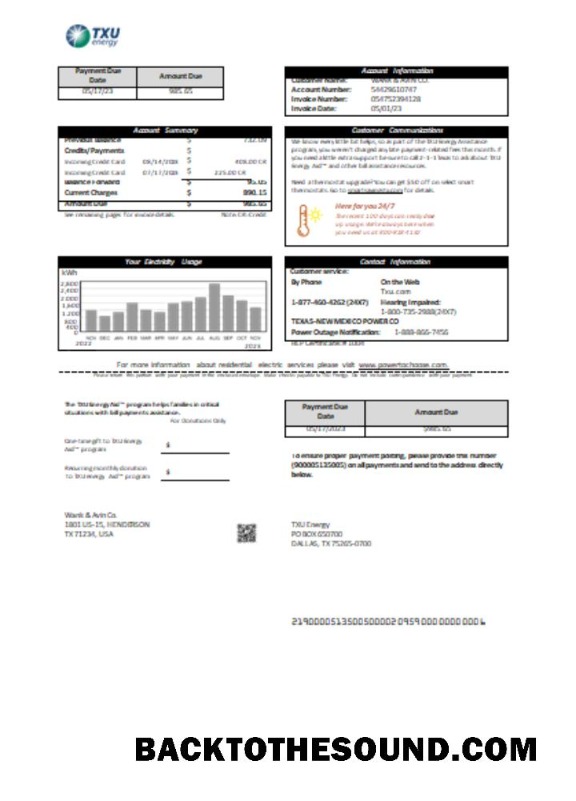 TXU
energy
Payment Due
Date
Amount Due
05/17/23
985.65
Account Information
Customer Name: WANK & AVIN CO.
Account Number: 54429610747
Invoice Number: 054752394128
Invoice Date: 05/01/23
Account Summary
Previous Balance $ 732.09
Credits/Payments $
Incoming Credit Card $ 409.00 CR
Incoming Credit Card $ 225.00 CR
Balance Forward $ 95.05
Current Charges $ 890.15
Amount Due $ 985.65
See remaining pages for invoice details. Note: CR-Credit
Customer Communications
We know every little bit helps, so as part of the TXU Energy Assistance
program, you weren't charged any late payment-related fees this month. If
you need a little extra support be sure to call 2-1-1 Texas to ask about TXU
Energy Aid™ and other bill assistance resources.
Need a thermostat upgrade? You can get $50 off on select smart
thermostats. Go to for details.
Here for you 24/7
Your Electricity Usage
kWh
2,800
2,400
2,000
1,600
1,200
800
400
0
NOV DEC JAN FEB MAR APR MAY JUN JUL AUG SEP OCT NOV
Contact Information
Customer service:
By Phone On the Web
Txu.com
1-877-460-4262 (24X7) Hearing Impaired:
1-800-735-2988(24X7)
TEXAS-NEW MEXICO POWER CO
Power Outage Notification: 1-888-866-7456
REP Certificate # 10004
For more information about residential electric services please visit www.powertochoose.com.
The TXU Energy Aid™ program helps families in critical
situations with bill payments assistance.
For Donations Only
One-time gift to TXU Energy
Aid™ program $
Recurring monthly donation
To TXU Energy Aid™ program $
Payment Due
Date
Amount Due
05/17/2023
$985.65
To ensure proper payment posting, please provide this number
(900005135005) on all payments and send to the address directly
below.
Wank & Avin Co.
1801 US-15, HENDERSON
TX 71234, USA
TXU Energy
PO BOX 650700
DALLAS, TX 75265-0700
BACKTOTHESOUND.COM